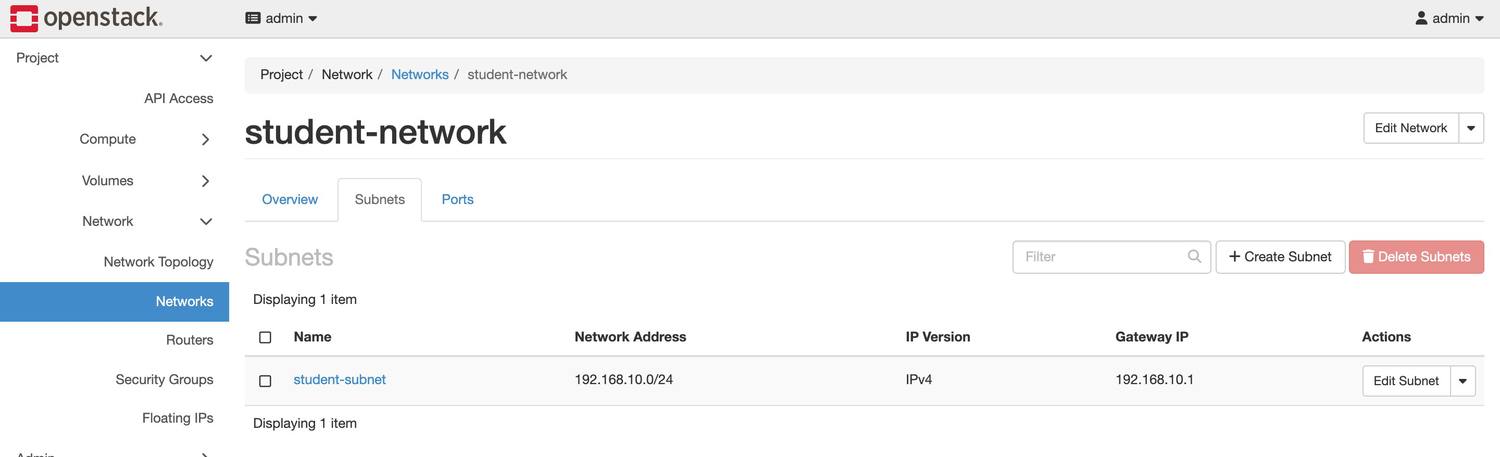 openstack.
admin
admin
Project
API Access
Compute
Volumes
Network
Network Topology
Networks
Routers
Security Groups
Floating IPs
Project / Network / Networks / student-network
student-network
Edit Network
Overview Subnets Ports
Subnets
Filter
+ Create Subnet
Delete Subnets
Displaying 1 item
Name Network Address IP Version Gateway IP Actions
student-subnet 192.168.10.0/24 IPv4 192.168.10.1 Edit Subnet
Displaying 1 item